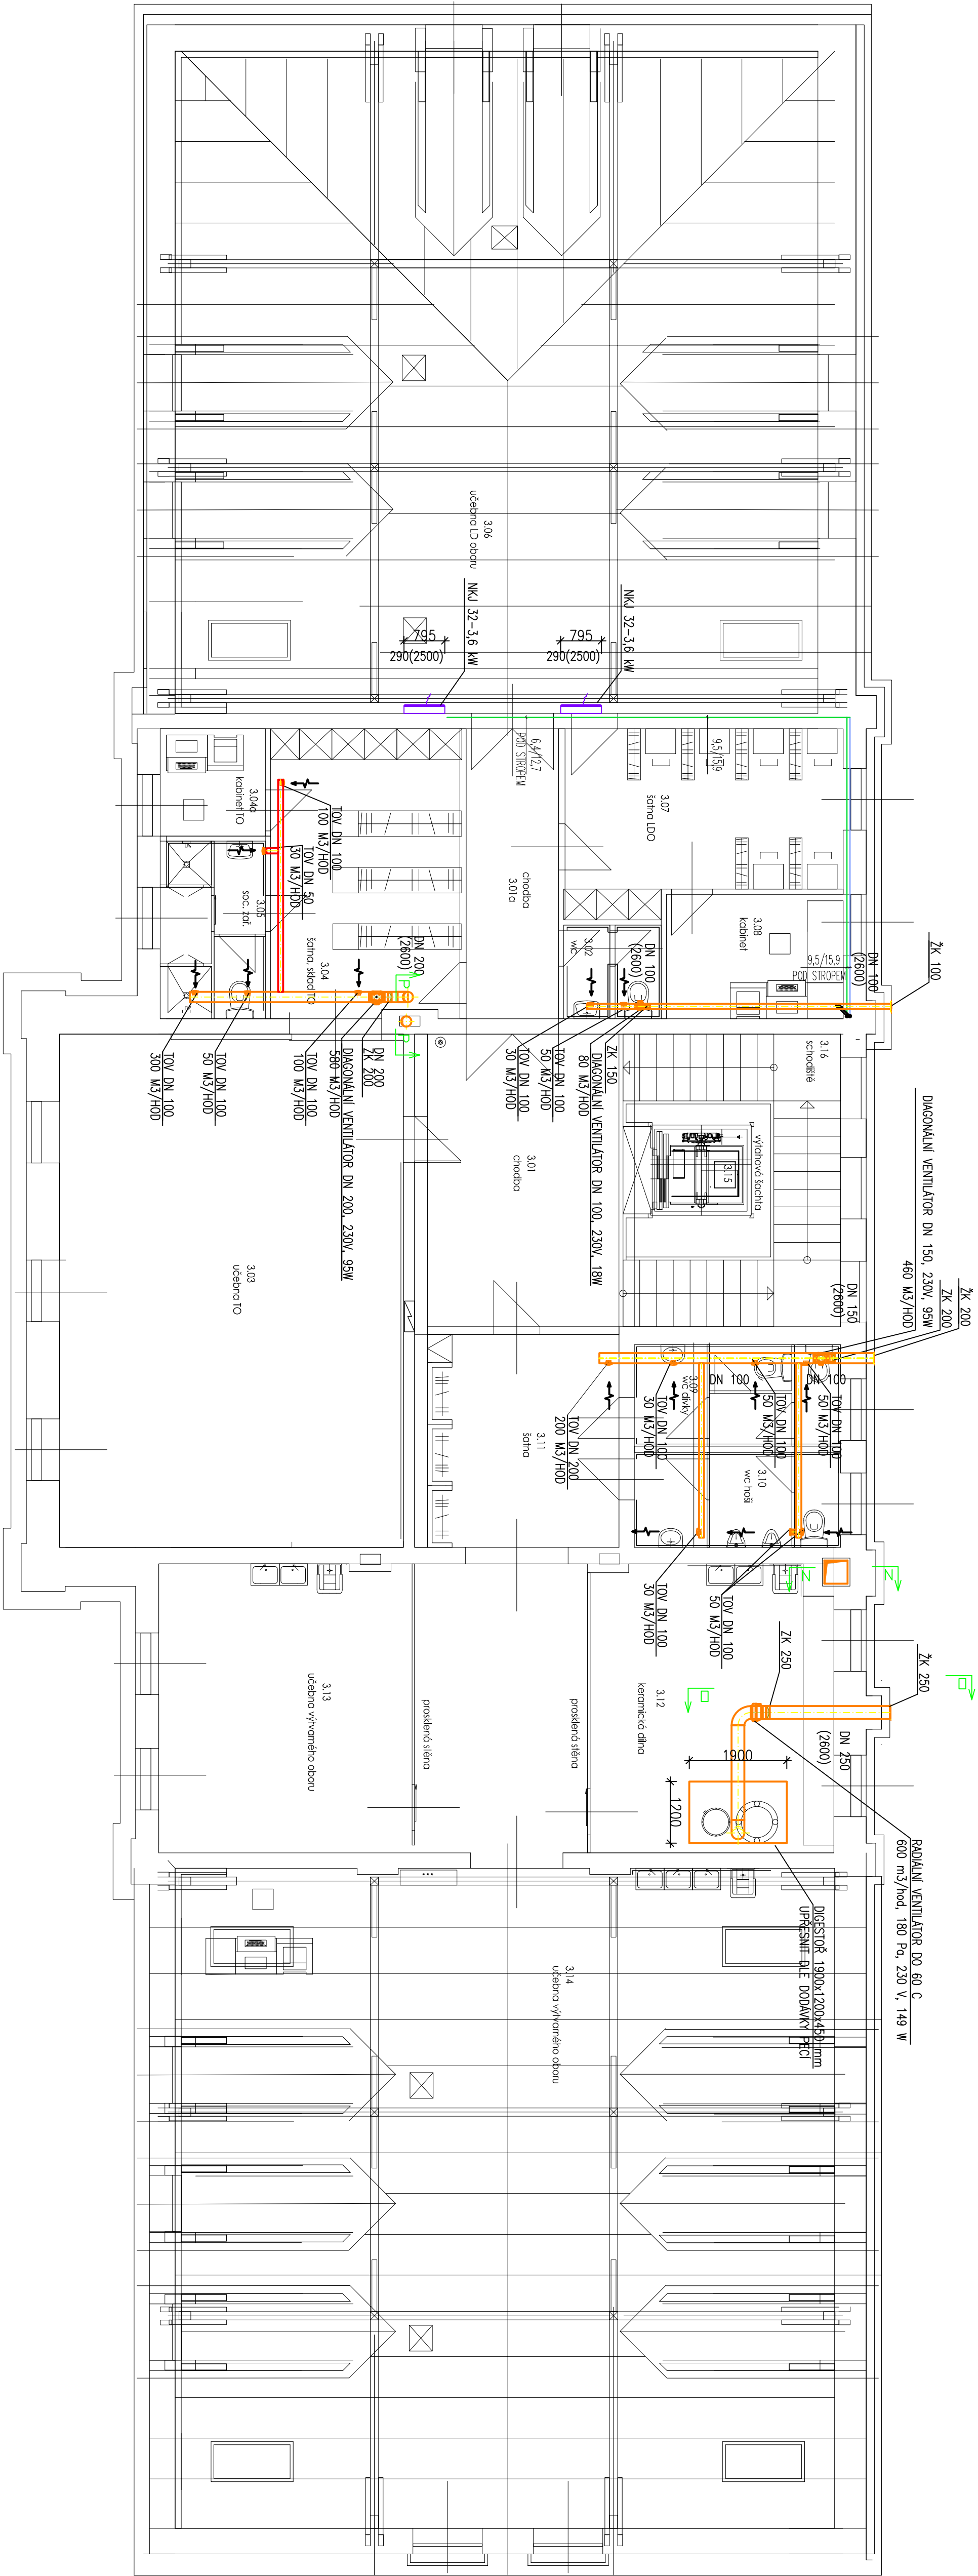 3.06
učebna LD oboru
NKJ 32-3,6 kW
NKJ 32-3,6 kW
795
290(2500)
795
290(2500)
6,4/12,7
POD STROPEM
9,5/15,9
3.07
šatna LDO
3.04a
kabinet TO
TOV DN 100
100 M3/HOD
TOV DN 50
30 M3/HOD
3.05
soc. zař.
3.04
šatna, sklad TO
chodba
3.01a
3.02
wc
3.08
kabinet
DN 200
(2600)
DN 100
(2600)
9,5/15,9
POD STROPEM
DN 100
(2600)
ŽK 100
P
P
TOV DN 100
300 M3/HOD
TOV DN 100
50 M3/HOD
TOV DN 100
100 M3/HOD
DIAGONÁLNÍ VENTILÁTOR DN 200, 230V, 95W
580 M3/HOD
DN 200
ZK 200
TOV DN 100
30 M3/HOD
TOV DN 100
50 M3/HOD
DIAGONÁLNÍ VENTILÁTOR DN 100, 230V, 18W
80 M3/HOD
ZK 150
3.16
schodiště
výtahová šachta
3.15
3.01
chodba
3.03
učebna TO
DIAGONÁLNÍ VENTILÁTOR DN 150, 230V, 95W
460 M3/HOD
ŽK 200
ZK 200
DN 150
(2600)
3.09
wc dívky
DN 100
DN 100
TOV DN 100
30 M3/HOD
TOV DN 100
50 M3/HOD
TOV DN 100
50 M3/HOD
TOV DN 200
200 M3/HOD
3.11
šatna
3.10
wc hoši
TOV DN 100
30 M3/HOD
TOV DN 100
50 M3/HOD
N
N
ZK 250
ŽK 250
3.12
keramická dílna
prosklená stěna
prosklená stěna
3.13
učebna výtvarného oboru
DN 250
(2600)
1900
1200
RADIÁLNÍ VENTILÁTOR DO 60 C
600 m3/hod, 180 Pa, 230 V, 149 W
DIGESTOŘ 1900x1200x450 mm
UPŘESNIT DLE DODÁVKY PECÍ
3.14
učebna výtvarného oboru